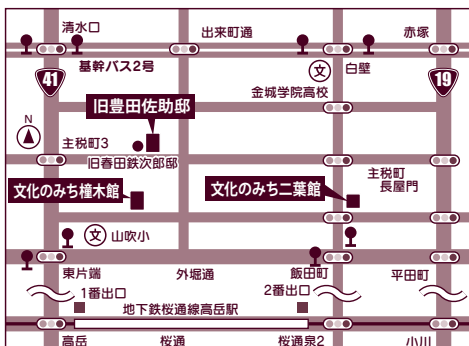 清水口
出来町通
赤塚
基幹バス2号
文
白壁
41
19
金城学院高校
旧豊田佐助邸
N
主税町3
旧春田鉄次郎邸
主税町
長屋門
文化のみち橦木館
文化のみち二葉館
文
山吹小
東片端
外堀通
飯田町
平田町
1番出口
2番出口
地下鉄桜通線高岳駅
高岳
桜通
桜通泉2
小川